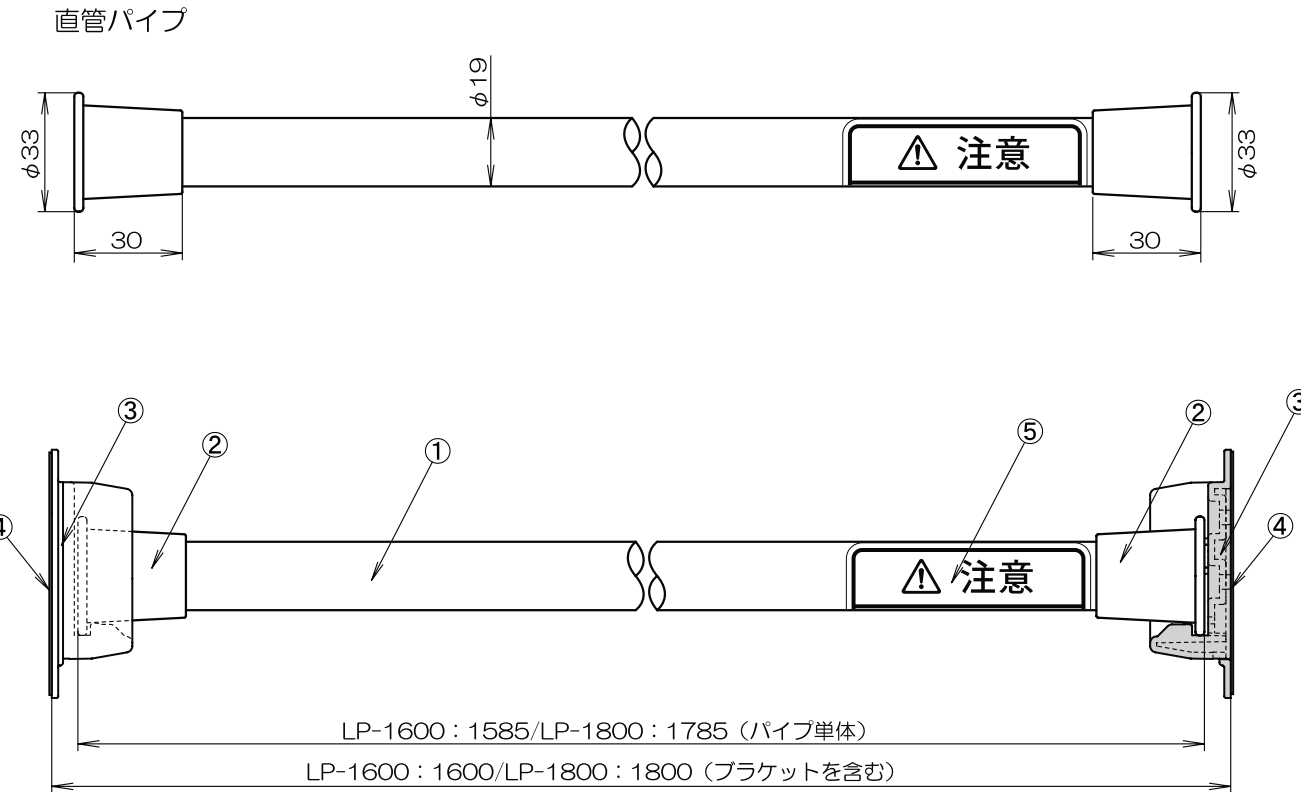 直管パイプ
φ19
φ33
⚠ 注意
φ33
30
30
③
②
①
⑤
②
③
④
④
⚠ 注意
LP-1600：1585/LP-1800：1785（パイプ単体）
LP-1600：1600/LP-1800：1800（ブラケットを含む）